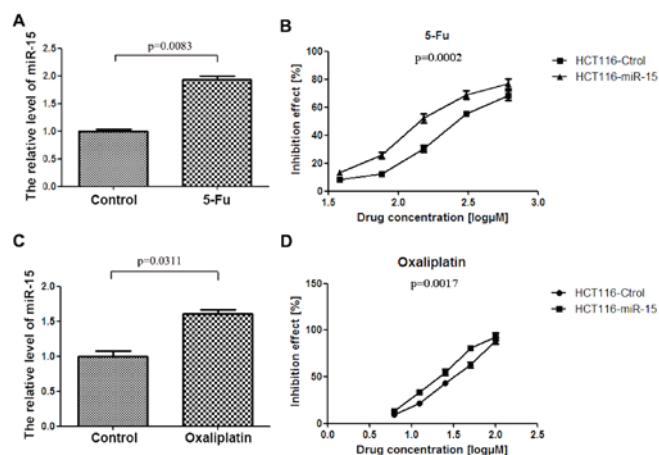 A
The relative level of miR-15
2.5
2.0
1.5
1.0
0.5
0.0
p=0.0083
Control
5-Fu
B
5-Fu
p=0.0002
Inhibition effect [%]
100
80
60
40
20
0
1.5
2.0
2.5
3.0
Drug concentration [logμM]
HCT116-Ctrol
HCT116-miR-15
C
The relative level of miR-15
2.0
1.5
1.0
0.5
0.0
p=0.0311
Control
Oxaliplatin
D
Oxaliplatin
p=0.0017
Inhibition effect [%]
150
100
50
0
0.0
0.5
1.0
1.5
2.0
2.5
Drug concentration [logμM]
HCT116-Ctrol
HCT116-miR-15